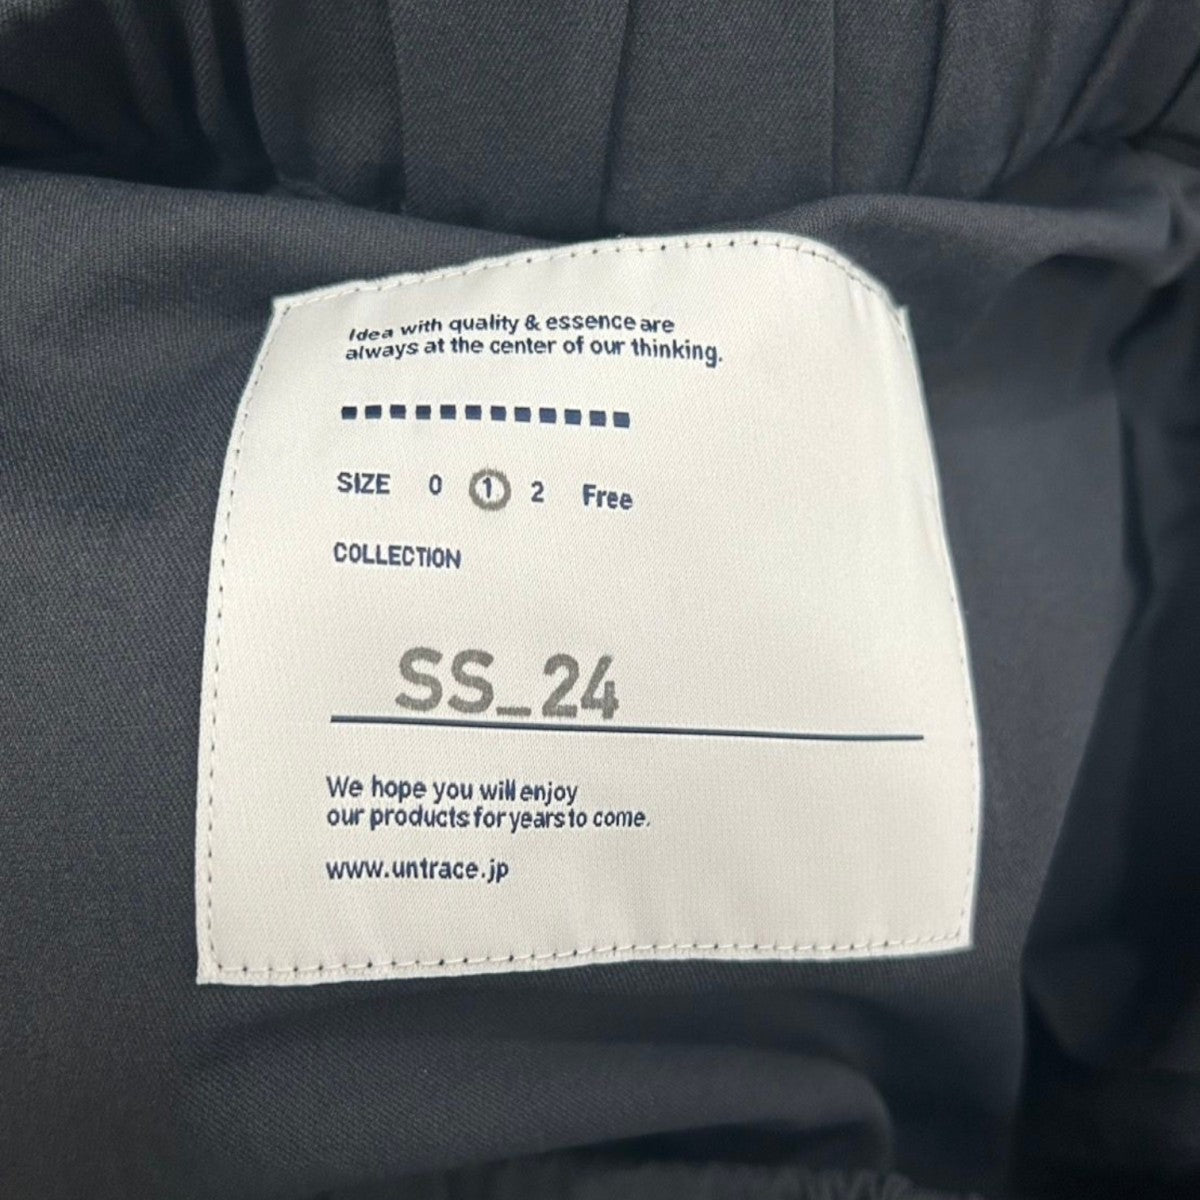 Idea with quality & essence are
always at the center of our thinking.
SIZE 0 1 2 Free
COLLECTION
SS_24
We hope you will enjoy
our products for years to come.
www.untrace.jp